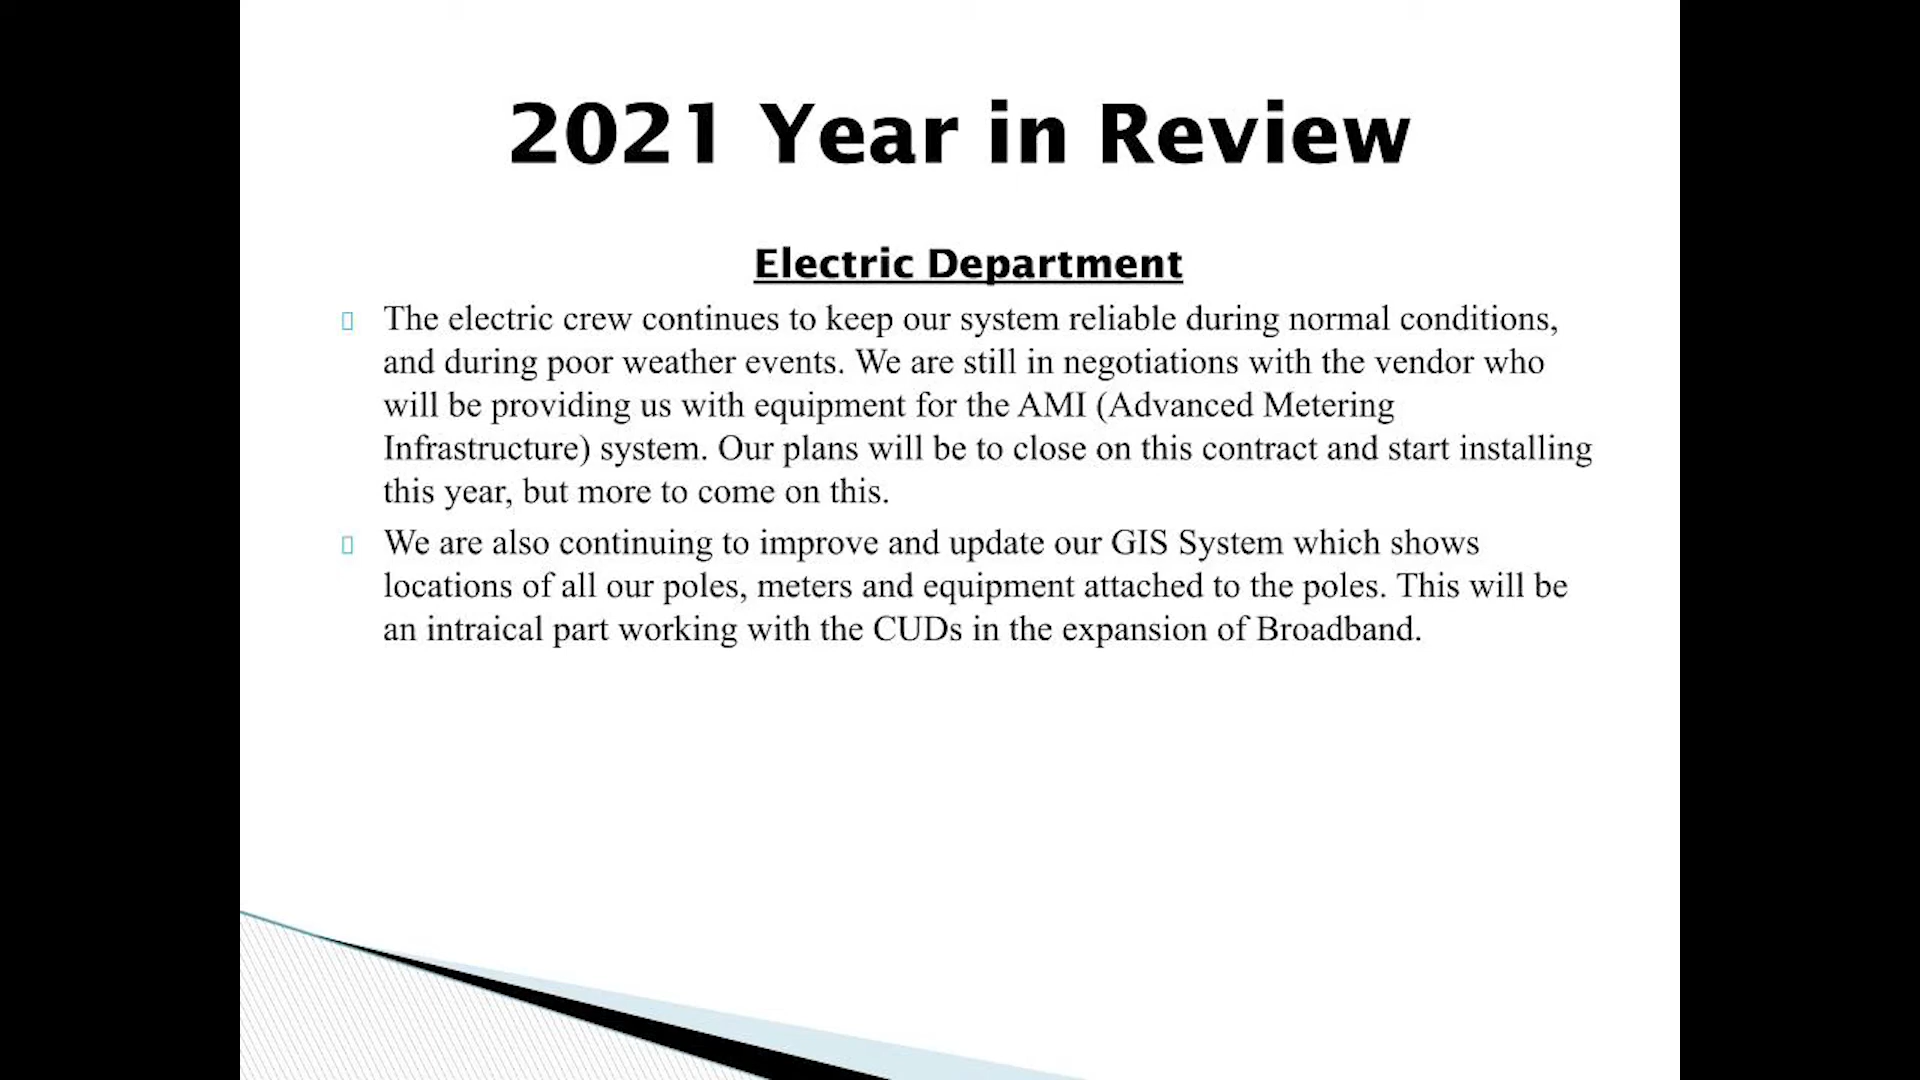 2021 Year in Review
Electric Department
The electric crew continues to keep our system reliable during normal conditions,
and during poor weather events. We are still in negotiations with the vendor who
will be providing us with equipment for the AMI (Advanced Metering
Infrastructure) system. Our plans will be to close on this contract and start installing
this year, but more to come on this.
We are also continuing to improve and update our GIS System which shows
locations of all our poles, meters and equipment attached to the poles. This will be
an intraical part working with the CUDs in the expansion of Broadband.